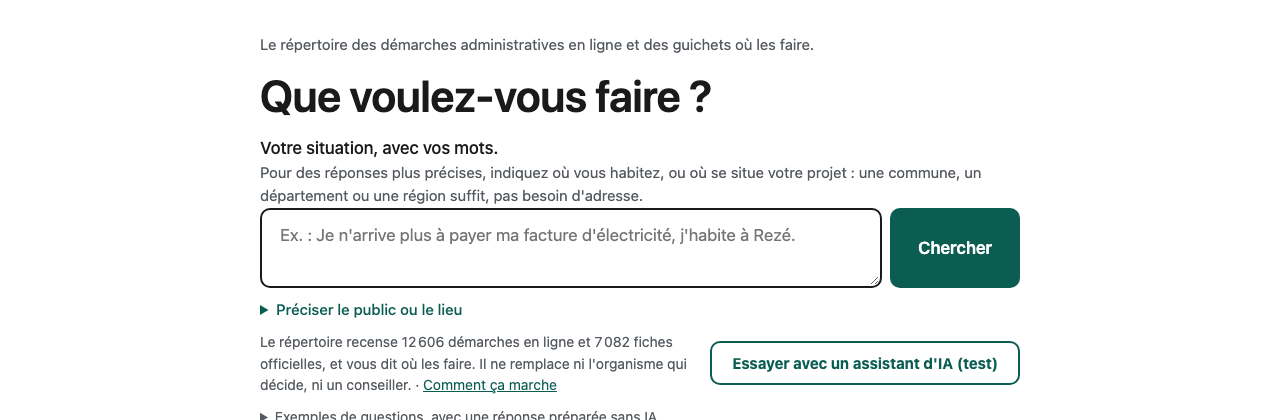 Le répertoire des démarches administratives en ligne et des guichets où les faire.
Que voulez-vous faire ?
Votre situation, avec vos mots.
Pour des réponses plus précises, indiquez où vous habitez, ou où se situe votre projet : une commune, un
département ou une région suffit, pas besoin d'adresse.
Ex. : Je n'arrive plus à payer ma facture d'électricité, j'habite à Rezé.
Chercher
Préciser le public ou le lieu
Le répertoire recense 12 606 démarches en ligne et 7 082 fiches
officielles, et vous dit où les faire. Il ne remplace ni l'organisme qui
décide, ni un conseiller. · Comment ça marche
Essayer avec un assistant d'IA (test)
Exemples de questions, avec une réponse préparée sans IA